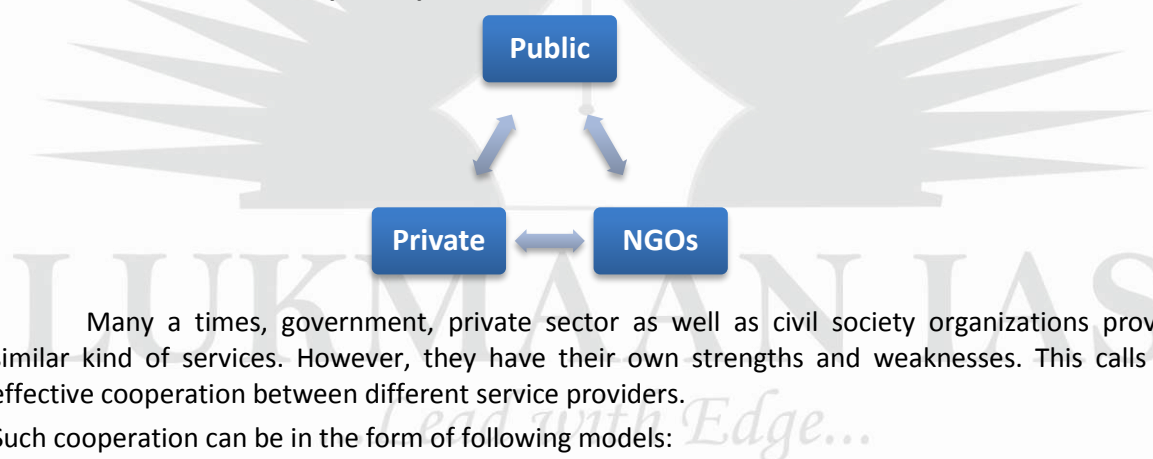 Public
Private
NGOs
LUKMAAN IAS
Many a times, government, private sector as well as civil society organizations prov
similar kind of services. However, they have their own strengths and weaknesses. This calls
effective cooperation between different service providers.
Lead with Edge...
Such cooperation can be in the form of following models: